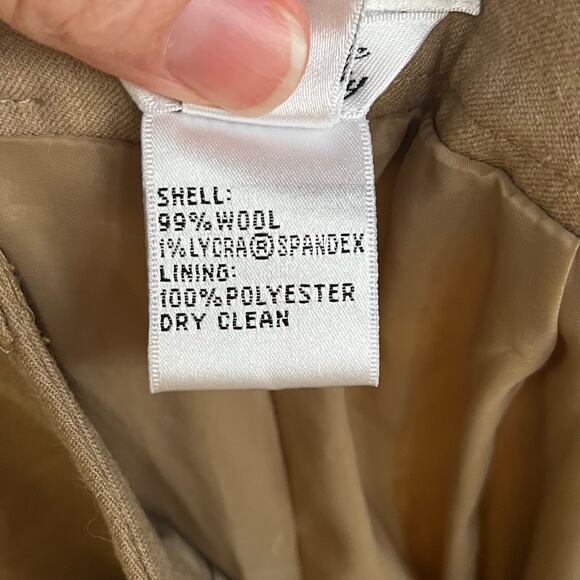 SHELL:
99%WOOL
1%LYCRA®SPANDEX
LINING:
100%POLYESTER
DRY CLEAN